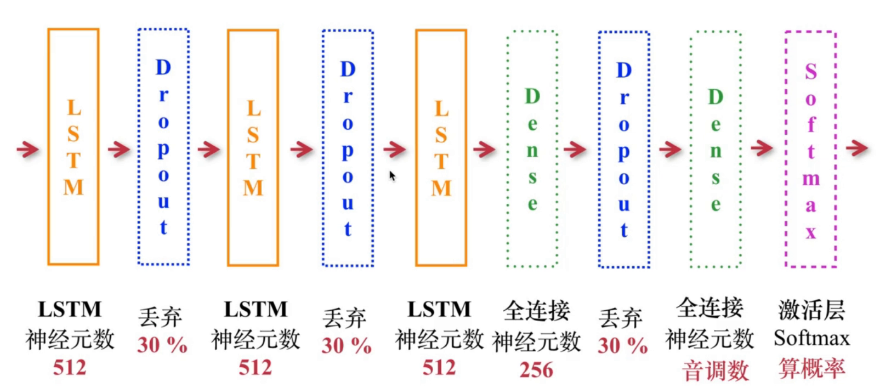 LSTM
Dropout
LSTM
Dropout
LSTM
Dense
Dropout
Dense
Softmax
LSTM
神经元数
512
丢弃
30 %
LSTM
神经元数
512
丢弃
30 %
LSTM
神经元数
512
全连接
神经元数
256
丢弃
30 %
全连接
神经元数
音调数
激活层
Softmax
算概率